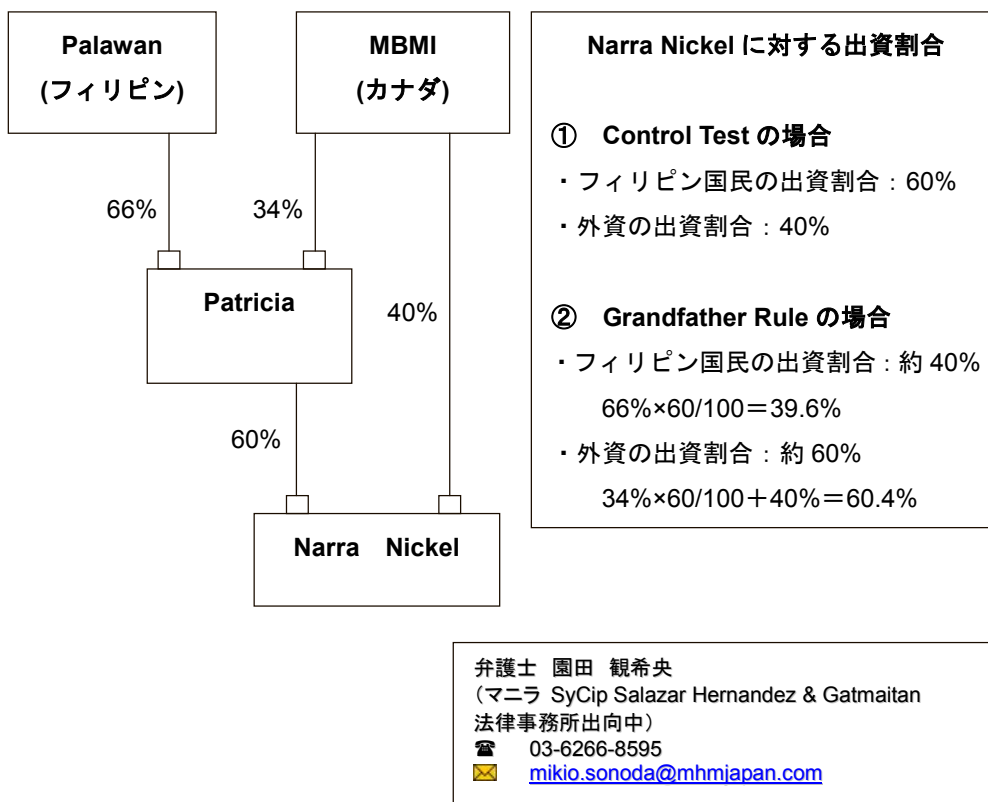 Palawan
(フィリピン)
MBMI
(カナダ)
66%
34%
Patricia
40%
60%
Narra Nickel
Narra Nickel に対する出資割合
① Control Test の場合
・フィリピン国民の出資割合：60%
・外資の出資割合：40%
② Grandfather Rule の場合
・フィリピン国民の出資割合：約 40%
66%×60/100＝39.6%
・外資の出資割合：約 60%
34%×60/100＋40%＝60.4%
弁護士 園田 観希央
（マニラ SyCip Salazar Hernandez & Gatmaitan
法律事務所出向中）
☎ 03-6266-8595
✉ mikio.sonoda@mhmjapan.com